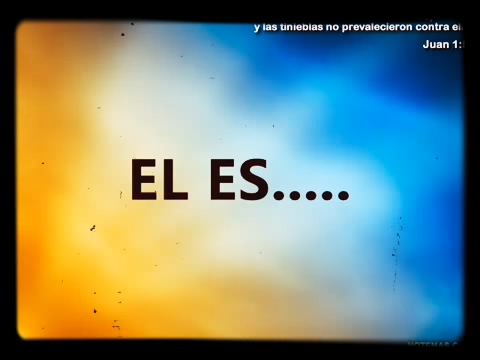 y las tinieblas no prevalecieron contra
Juan 1:
EL ES.....